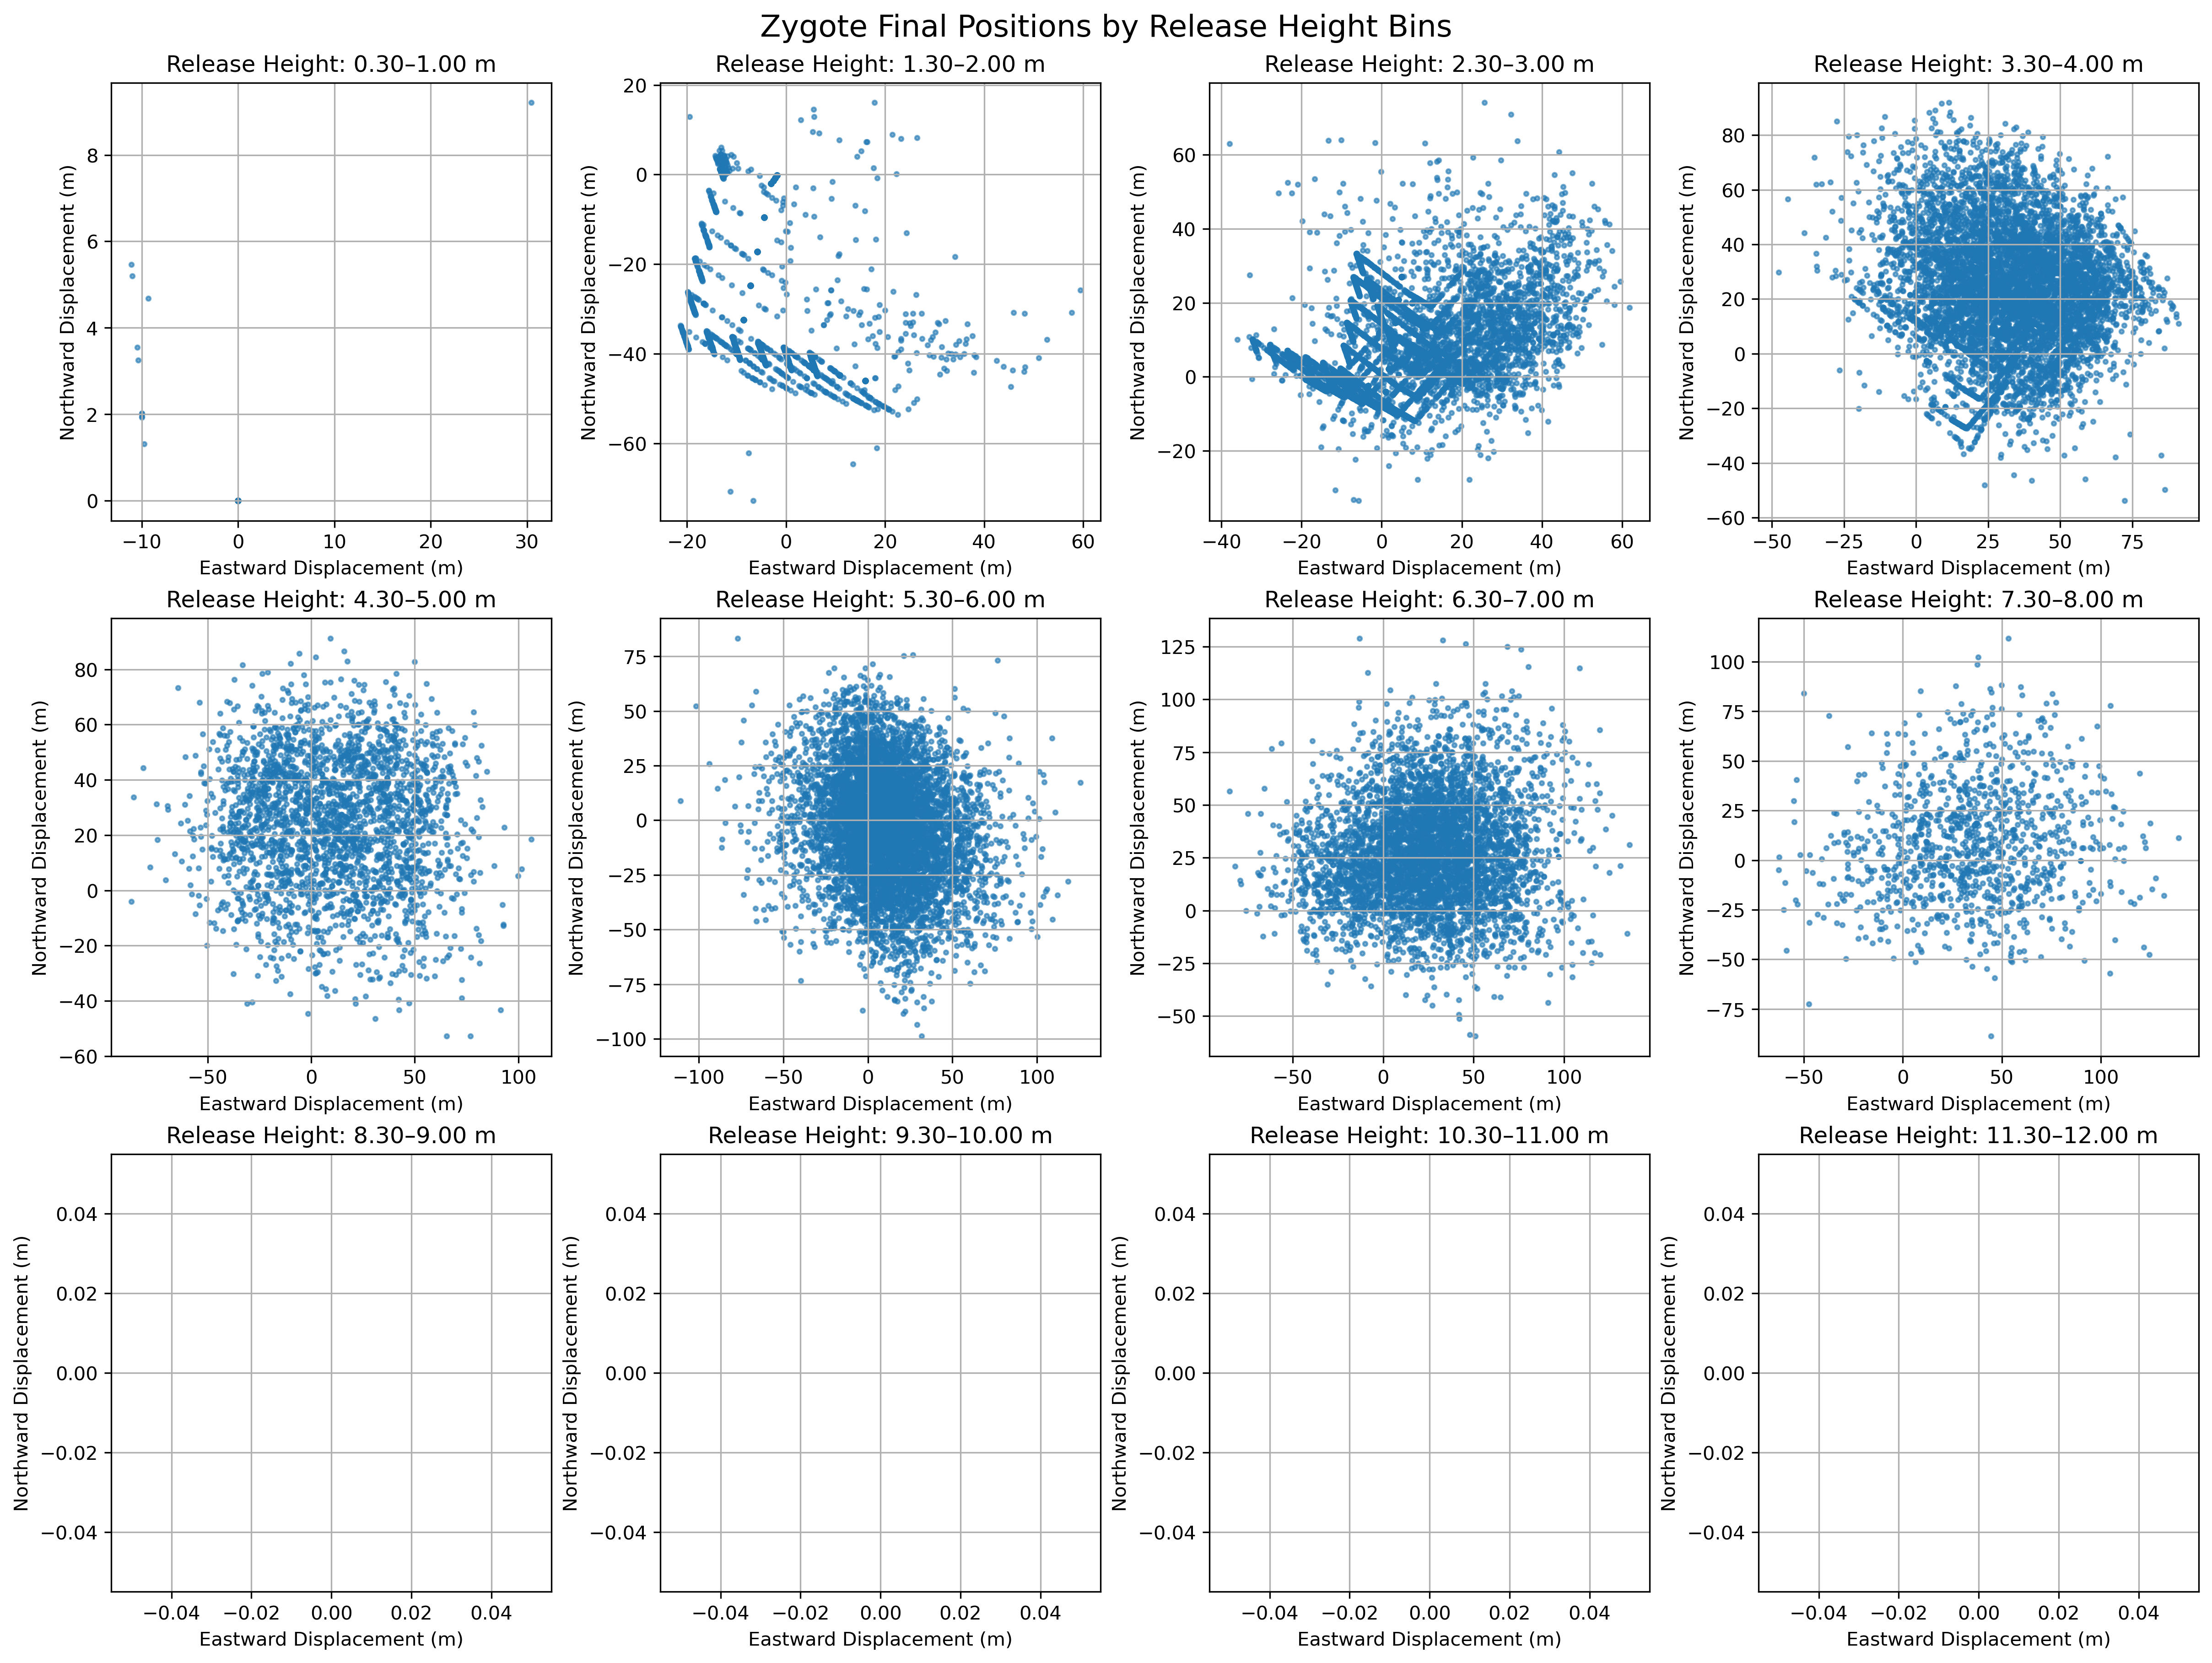 Zygote Final Positions by Release Height Bins
Release Height: 0.30–1.00 m
Release Height: 1.30–2.00 m
Release Height: 2.30–3.00 m
Release Height: 3.30–4.00 m
Northward Displacement (m)
8
6
4
2
0
−10 0 10 20 30
Eastward Displacement (m)
Northward Displacement (m)
20
0
−20
−40
−60
−20 0 20 40 60
Eastward Displacement (m)
Northward Displacement (m)
60
40
20
0
−20
−40 −20 0 20 40 60
Eastward Displacement (m)
Northward Displacement (m)
80
60
40
20
0
−20
−40
−60
−50 −25 0 25 50 75
Eastward Displacement (m)
Release Height: 4.30–5.00 m
Release Height: 5.30–6.00 m
Release Height: 6.30–7.00 m
Release Height: 7.30–8.00 m
Northward Displacement (m)
80
60
40
20
0
−20
−40
−60
−50 0 50 100
Eastward Displacement (m)
Northward Displacement (m)
75
50
25
0
−25
−50
−75
−100
−100 −50 0 50 100
Eastward Displacement (m)
Northward Displacement (m)
125
100
75
50
25
0
−25
−50
−50 0 50 100
Eastward Displacement (m)
Northward Displacement (m)
100
75
50
25
0
−25
−50
−75
−50 0 50 100
Eastward Displacement (m)
Release Height: 8.30–9.00 m
Release Height: 9.30–10.00 m
Release Height: 10.30–11.00 m
Release Height: 11.30–12.00 m
Northward Displacement (m)
0.04
0.02
0.00
−0.02
−0.04
−0.04 −0.02 0.00 0.02 0.04
Eastward Displacement (m)
Northward Displacement (m)
0.04
0.02
0.00
−0.02
−0.04
−0.04 −0.02 0.00 0.02 0.04
Eastward Displacement (m)
Northward Displacement (m)
0.04
0.02
0.00
−0.02
−0.04
−0.04 −0.02 0.00 0.02 0.04
Eastward Displacement (m)
Northward Displacement (m)
0.04
0.02
0.00
−0.02
−0.04
−0.04 −0.02 0.00 0.02 0.04
Eastward Displacement (m)